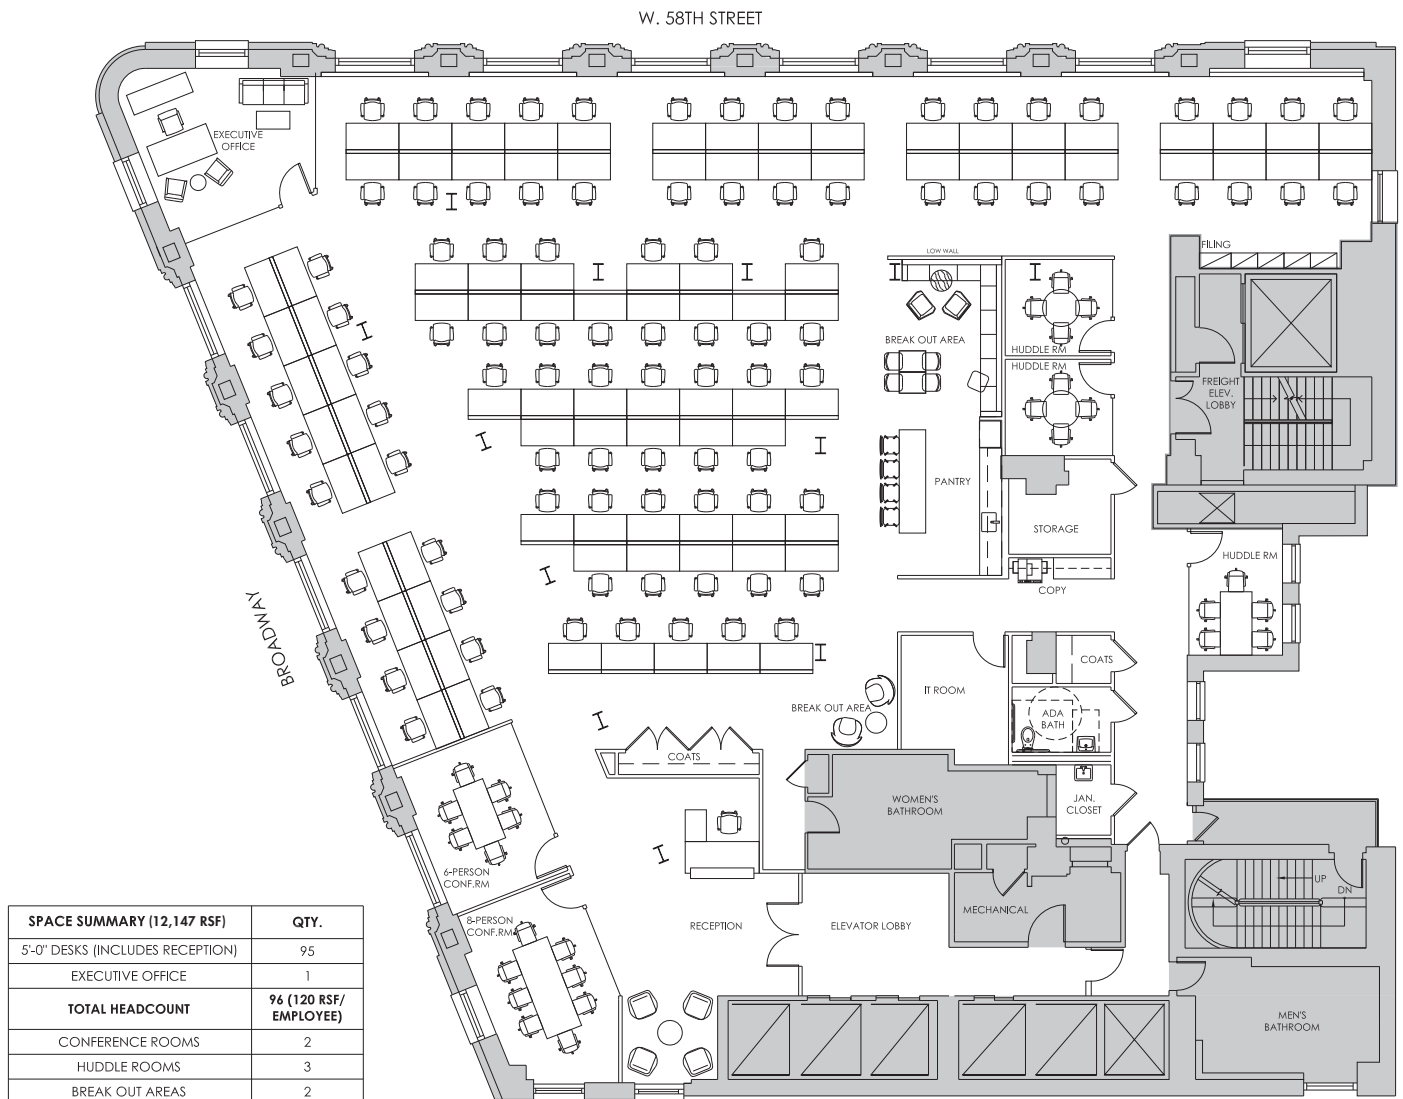 W. 58TH STREET
EXECUTIVE
OFFICE
FILING
LOW WALL
BREAK OUT AREA
HUDDLE RM
HUDDLE RM
FREIGHT
ELEV.
LOBBY
PANTRY
STORAGE
HUDDLE RM
COPY
BROADWAY
COATS
IT ROOM
BREAK OUT AREA
ADA
BATH
COATS
WOMEN'S
BATHROOM
JAN.
CLOSET
6-PERSON
CONF.RM
UP
DN
MECHANICAL
8-PERSON
CONF.RM
RECEPTION
ELEVATOR LOBBY
MEN'S
BATHROOM
SPACE SUMMARY (12,147 RSF) QTY.
5'-0" DESKS (INCLUDES RECEPTION) 95
EXECUTIVE OFFICE 1
TOTAL HEADCOUNT 96 (120 RSF/
EMPLOYEE)
CONFERENCE ROOMS 2
HUDDLE ROOMS 3
BREAK OUT AREAS 2